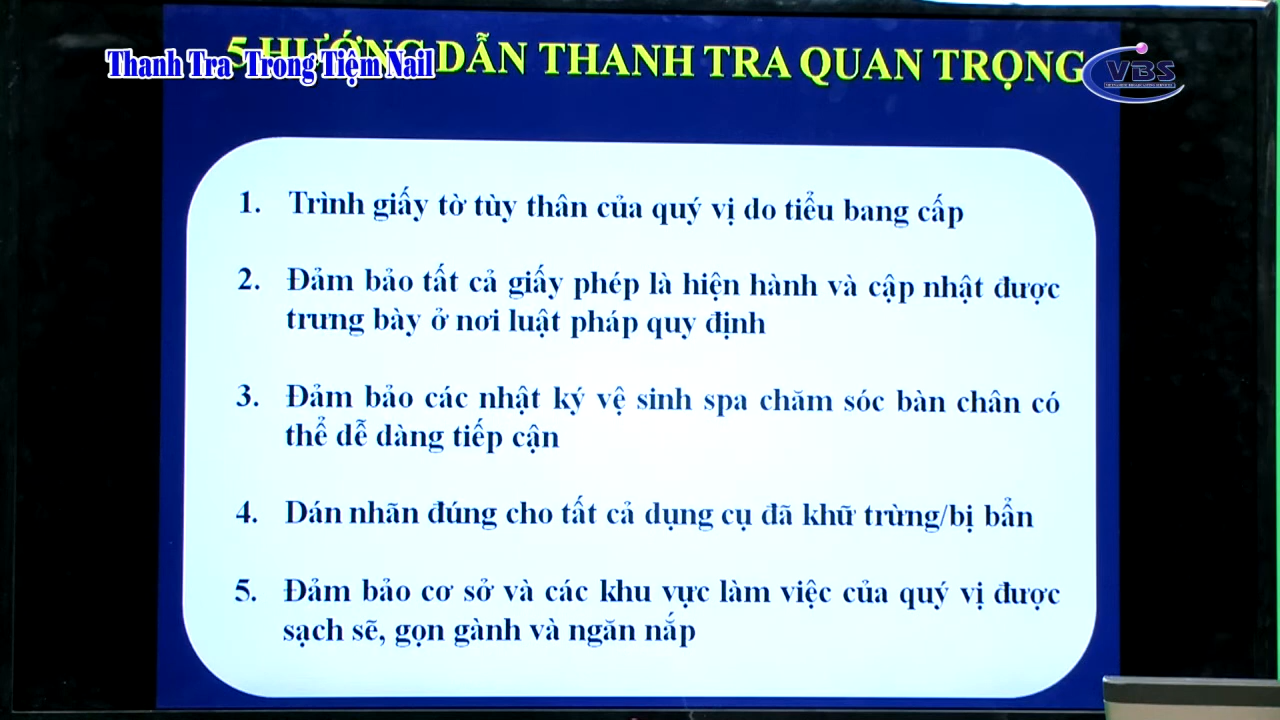 5 HƯỚNG DẪN THANH TRA QUAN TRỌNG
Thanh Tra Trong Tiệm Nail
VBS
1. Trình giấy tờ tùy thân của quý vị do tiểu bang cấp
2. Đảm bảo tất cả giấy phép là hiện hành và cập nhật được
trưng bày ở nơi luật pháp quy định
3. Đảm bảo các nhật ký vệ sinh spa chăm sóc bàn chân có
thể dễ dàng tiếp cận
4. Dán nhãn đúng cho tất cả dụng cụ đã khữ trừng/bị bẩn
5. Đảm bảo cơ sở và các khu vực làm việc của quý vị được
sạch sẽ, gọn gành và ngăn nắp